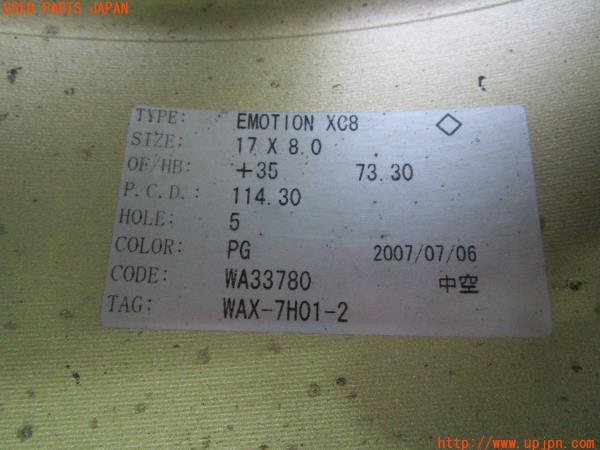 USED PARTS JAPAN
TYPE: EMOTION XC8 ◇
SIZE: 17 X 8.0
OF/HB: +35 73.30
P.C.D.: 114.30
HOLE: 5
COLOR: PG 2007/07/06
CODE: WA33780 中空
TAG: WAX-7H01-2
http://www.upjpn.com/